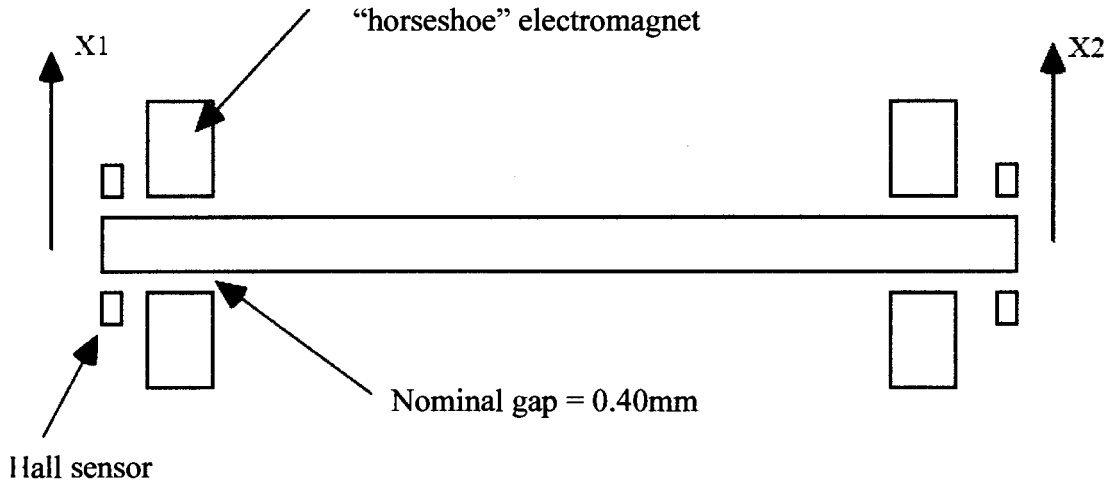 “horseshoe” electromagnet
X1
X2
Nominal gap = 0.40mm
Hall sensor